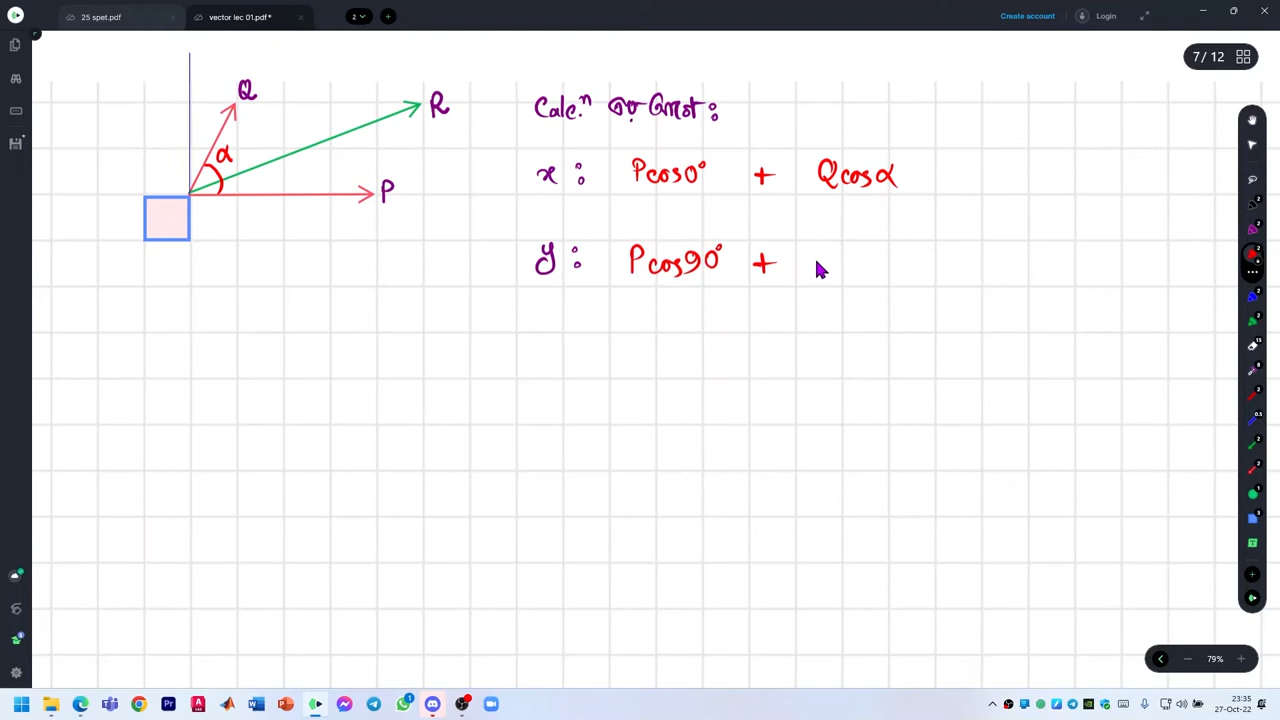 25 spet.pdf
vector lec 01.pdf*
2
Create account
Login
7 / 12
Q
R
α
P
Calc.ⁿ
x : Pcos0° + Qcosα
y : Pcos90° +
79%
23:35
27-Oct-22